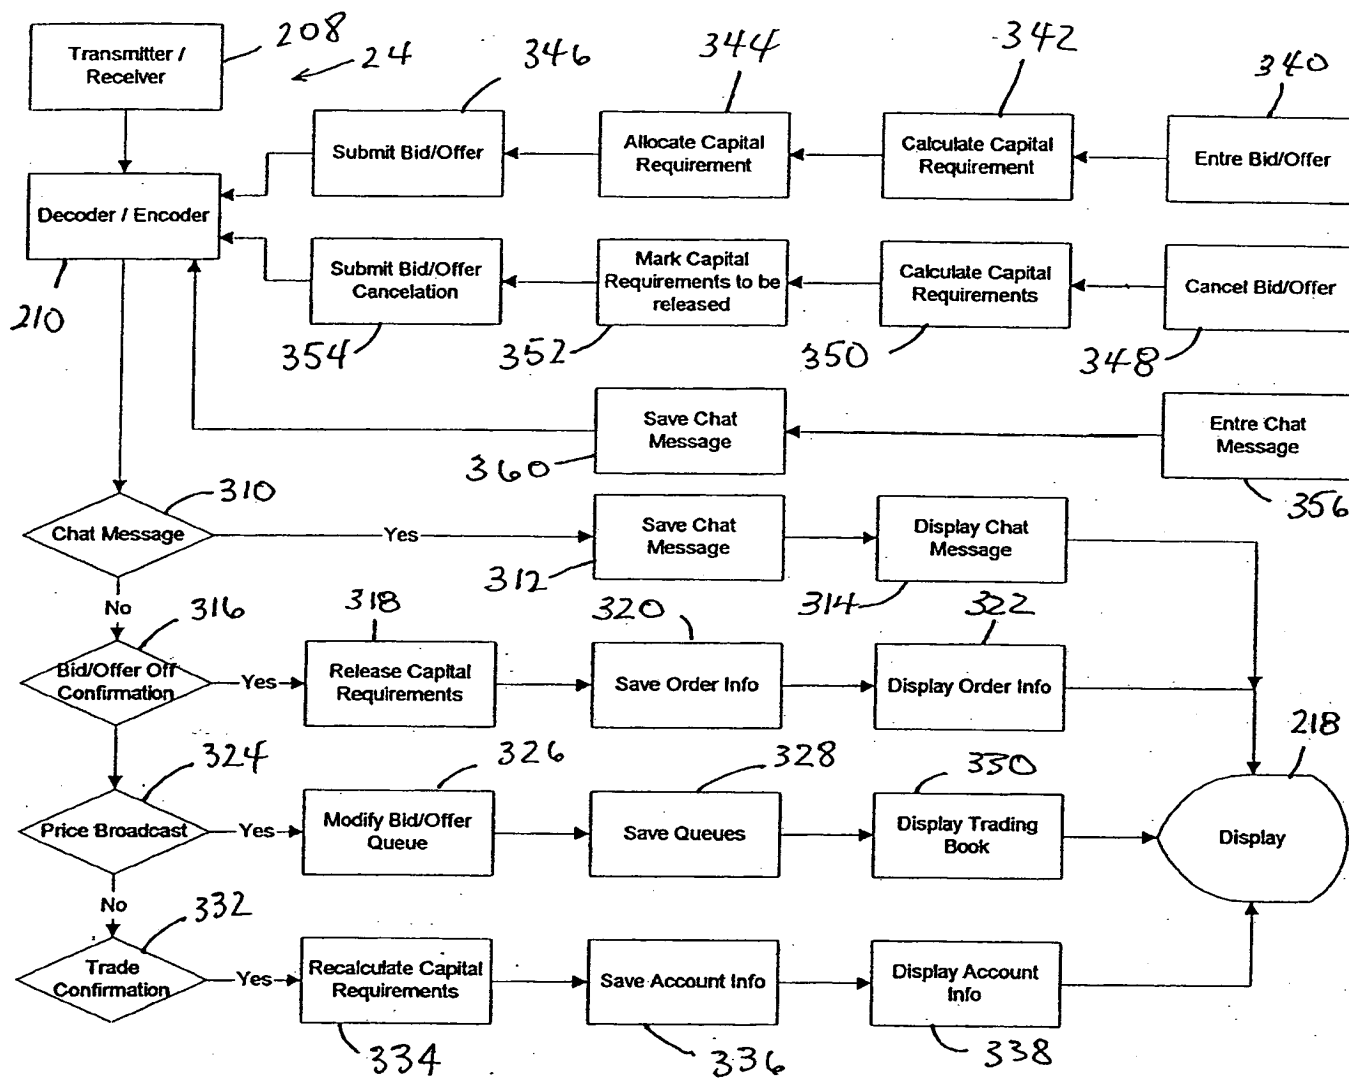 208
24
346
344
342
340
Transmitter /
Receiver
Submit Bid/Offer
Allocate Capital
Requirement
Calculate Capital
Requirement
Entre Bid/Offer
Decoder / Encoder
210
Submit Bid/Offer
Cancelation
Mark Capital
Requirements to be
released
Calculate Capital
Requirements
Cancel Bid/Offer
354
352
350
348
Save Chat
Message
Entre Chat
Message
360
356
310
Chat Message
Yes
Save Chat
Message
Display Chat
Message
312
314
No
316
318
320
322
Bid/Offer Off
Confirmation
Yes
Release Capital
Requirements
Save Order Info
Display Order Info
218
324
326
328
330
Price Broadcast
Yes
Modify Bid/Offer
Queue
Save Queues
Display Trading
Book
Display
No
332
Trade
Confirmation
Yes
Recalculate Capital
Requirements
Save Account Info
Display Account
Info
334
336
338